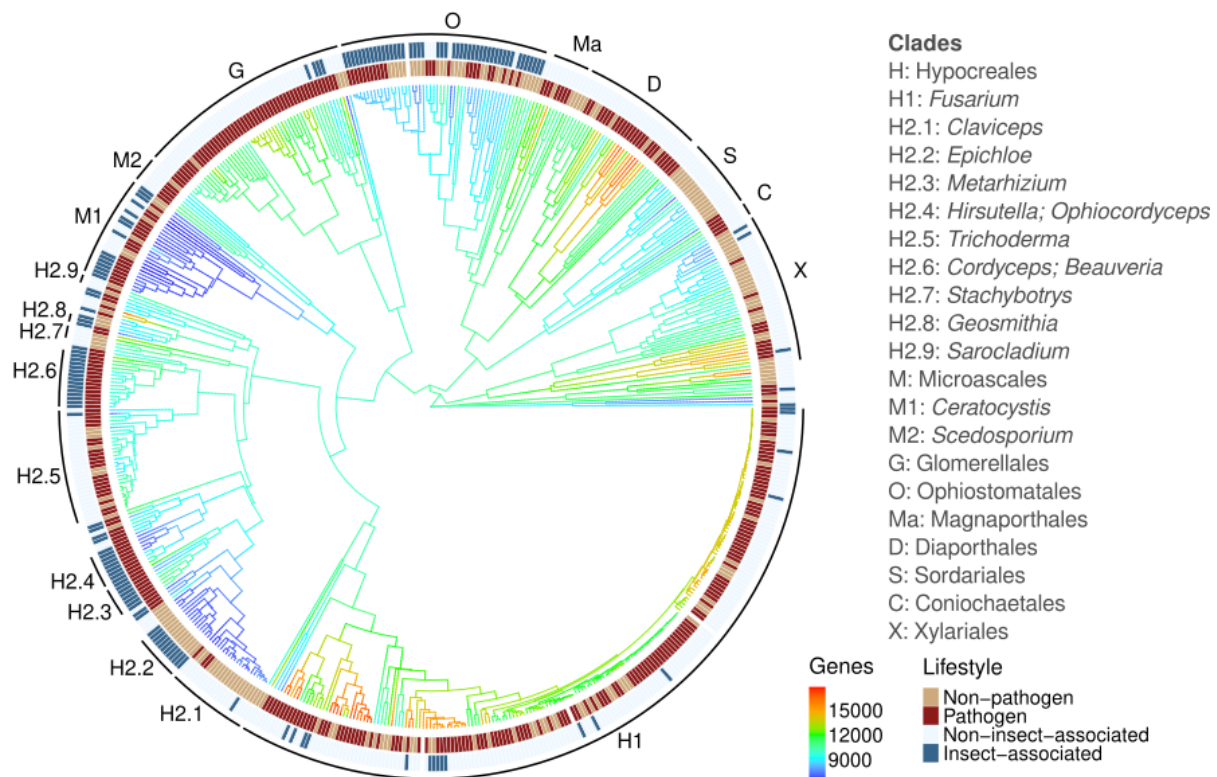 O
Ma
G
D
S
C
X
M2
M1
H2.9
H2.8
H2.7
H2.6
H2.5
H2.4
H2.3
H2.2
H2.1
H1
Clades
H: Hypocreales
H1: Fusarium
H2.1: Claviceps
H2.2: Epichloe
H2.3: Metarhizium
H2.4: Hirsutella; Ophiocordyceps
H2.5: Trichoderma
H2.6: Cordyceps; Beauveria
H2.7: Stachybotrys
H2.8: Geosmithia
H2.9: Sarocladium
M: Microascales
M1: Ceratocystis
M2: Scedosporium
G: Glomerellales
O: Ophiostomatales
Ma: Magnaporthales
D: Diaporthales
S: Sordariales
C: Coniochaetales
X: Xylariales
Genes
15000
12000
9000
Lifestyle
Non-pathogen
Pathogen
Non-insect-associated
Insect-associated